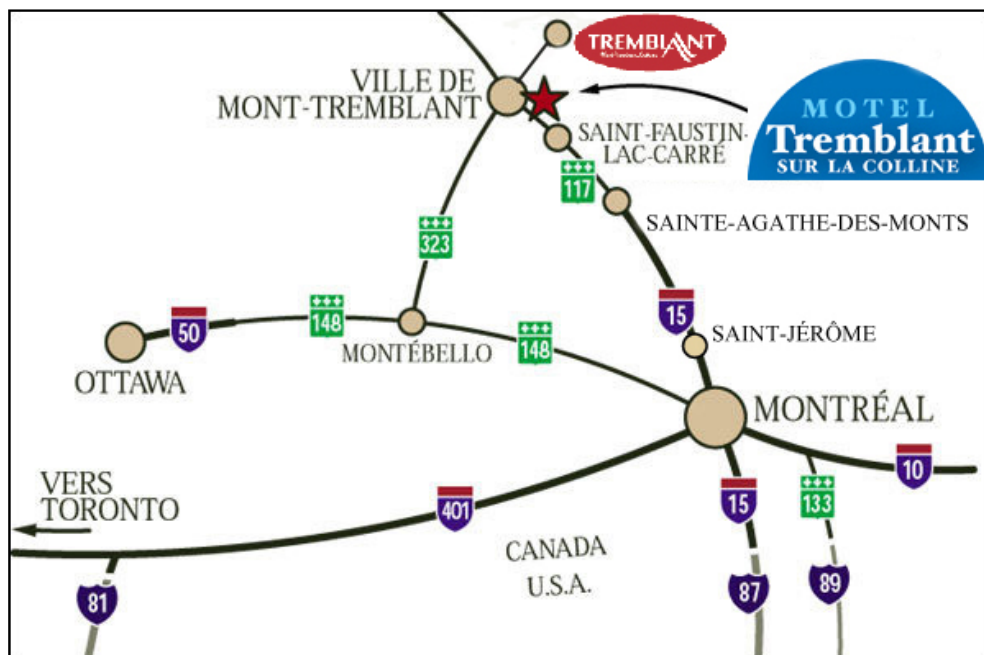 TREMBLANT
VILLE DE
MONT-TREMBLANT
MOTEL
Tremblant
SUR LA COLLINE
SAINT-FAUSTIN-
LAC-CARRÉ
117
SAINTE-AGATHE-DES-MONTS
323
15
50
148
SAINT-JÉRÔME
MONTÉBELLO
148
OTTAWA
MONTRÉAL
10
VERS
TORONTO
401
15
133
CANADA
U.S.A.
81
87
89